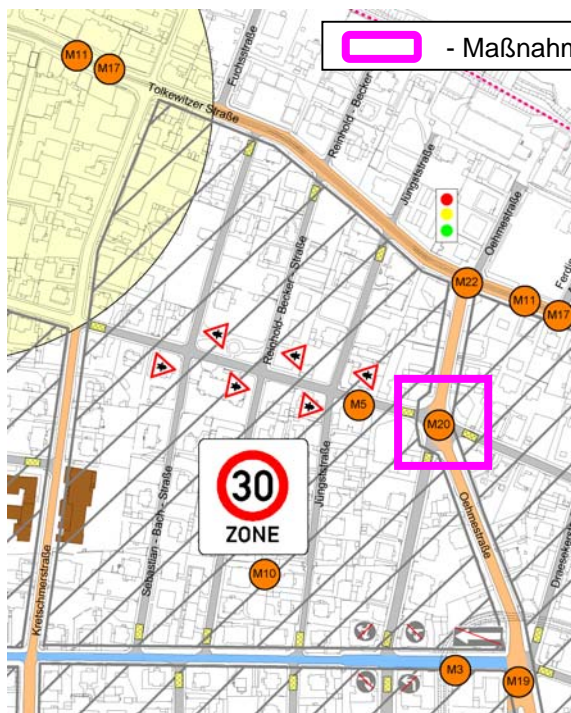 - Maßnahm
M11
M17
Tolkewitzer Straße
Fuchsstraße
Reinhold - Becker
Jüngststraße
Oehmestraße
Ferdi
M22
M11
M17
Reinhold- Becker- Straße
M5
M20
30
ZONE
Jüngststraße
Sebastian - Bach - Straße
Oehmestraße
M10
Kretschmerstraße
M3
M19